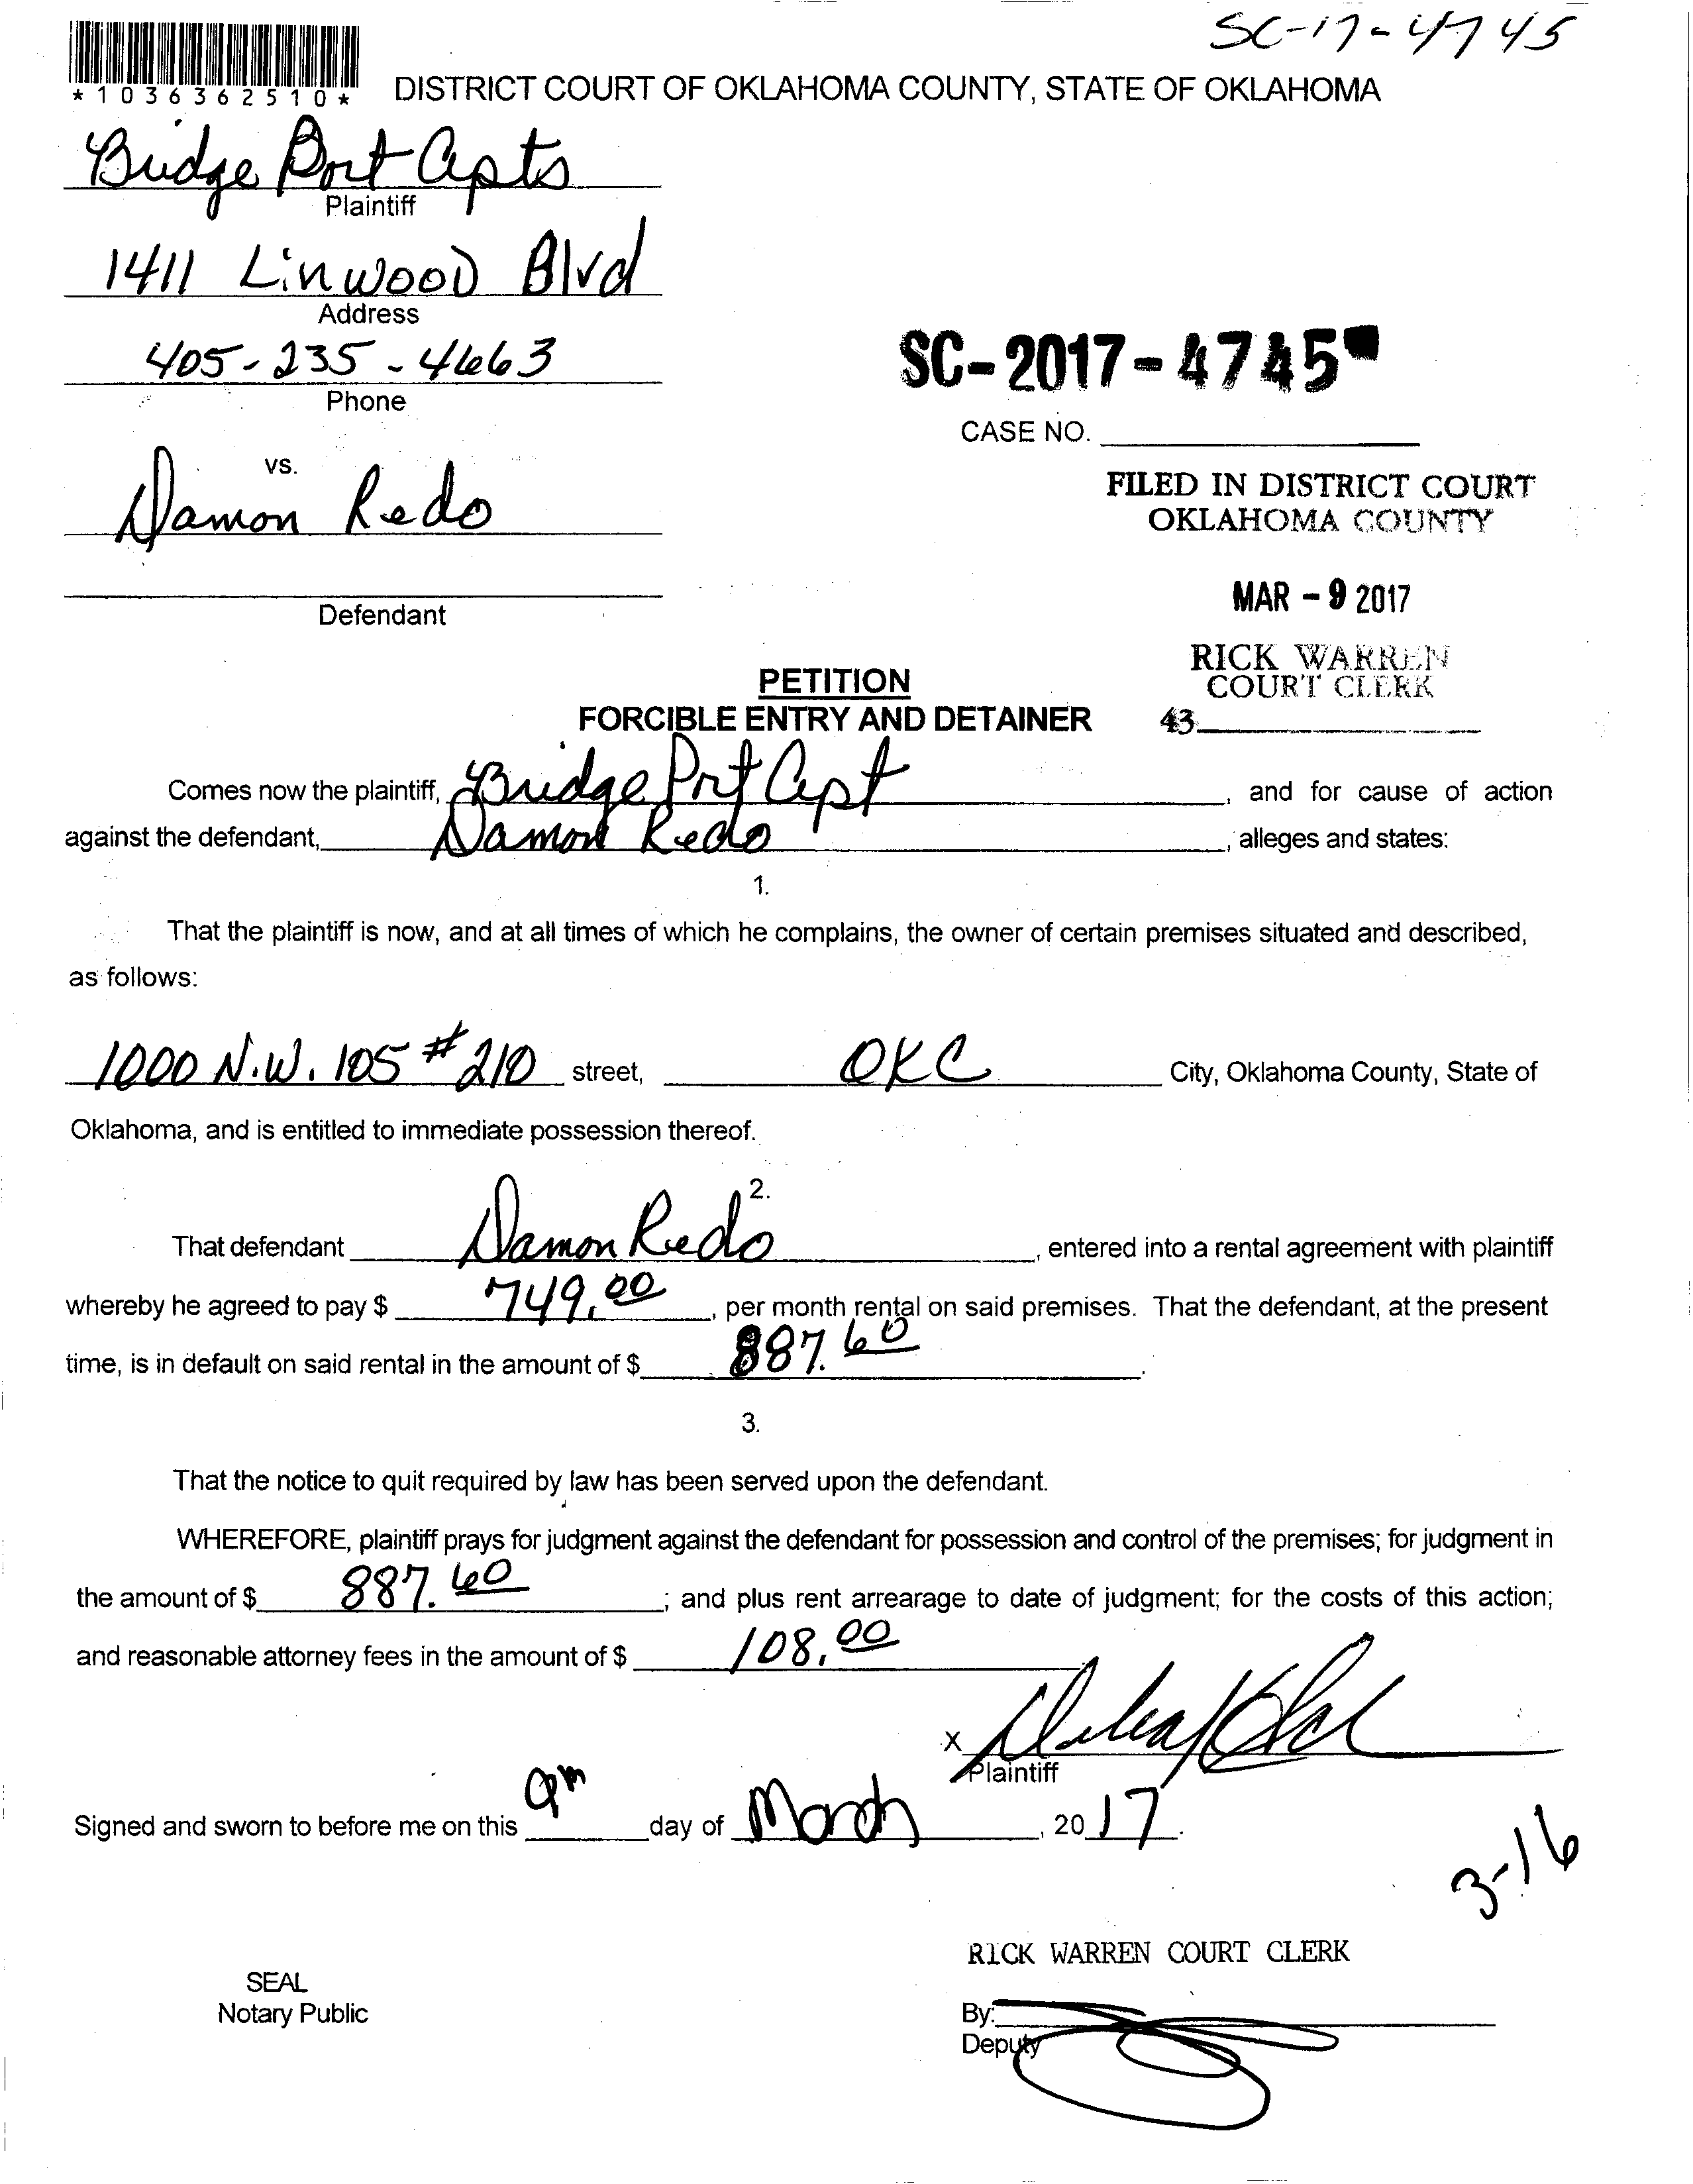 SC-17-4745
*1036362510*
DISTRICT COURT OF OKLAHOMA COUNTY, STATE OF OKLAHOMA
Bridge Port Apts
Plaintiff
1411 Linwood Blvd
Address
405-235-4663
Phone
SC-2017-4745
CASE NO.
vs.
Damon Redo
FILED IN DISTRICT COURT
OKLAHOMA COUNTY
MAR - 9 2017
Defendant
RICK WARREN
COURT CLERK
43
PETITION
FORCIBLE ENTRY AND DETAINER
Comes now the plaintiff, Bridge Port Apt, and for cause of action
against the defendant, Damon Redo, alleges and states:
1.
That the plaintiff is now, and at all times of which he complains, the owner of certain premises situated and described,
as follows:
1000 N.W. 105 # 210 street, OKC City, Oklahoma County, State of
Oklahoma, and is entitled to immediate possession thereof.
2.
That defendant Damon Redo, entered into a rental agreement with plaintiff
whereby he agreed to pay $ 749.00, per month rental on said premises. That the defendant, at the present
time, is in default on said rental in the amount of $ 887.60.
3.
That the notice to quit required by law has been served upon the defendant.
WHEREFORE, plaintiff prays for judgment against the defendant for possession and control of the premises; for judgment in
the amount of $ 887.60; and plus rent arrearage to date of judgment; for the costs of this action;
and reasonable attorney fees in the amount of $ 108.00
X
Plaintiff
Signed and sworn to before me on this 9th day of March, 2017.
3-16
RICK WARREN COURT CLERK
SEAL
Notary Public
By:
Deputy